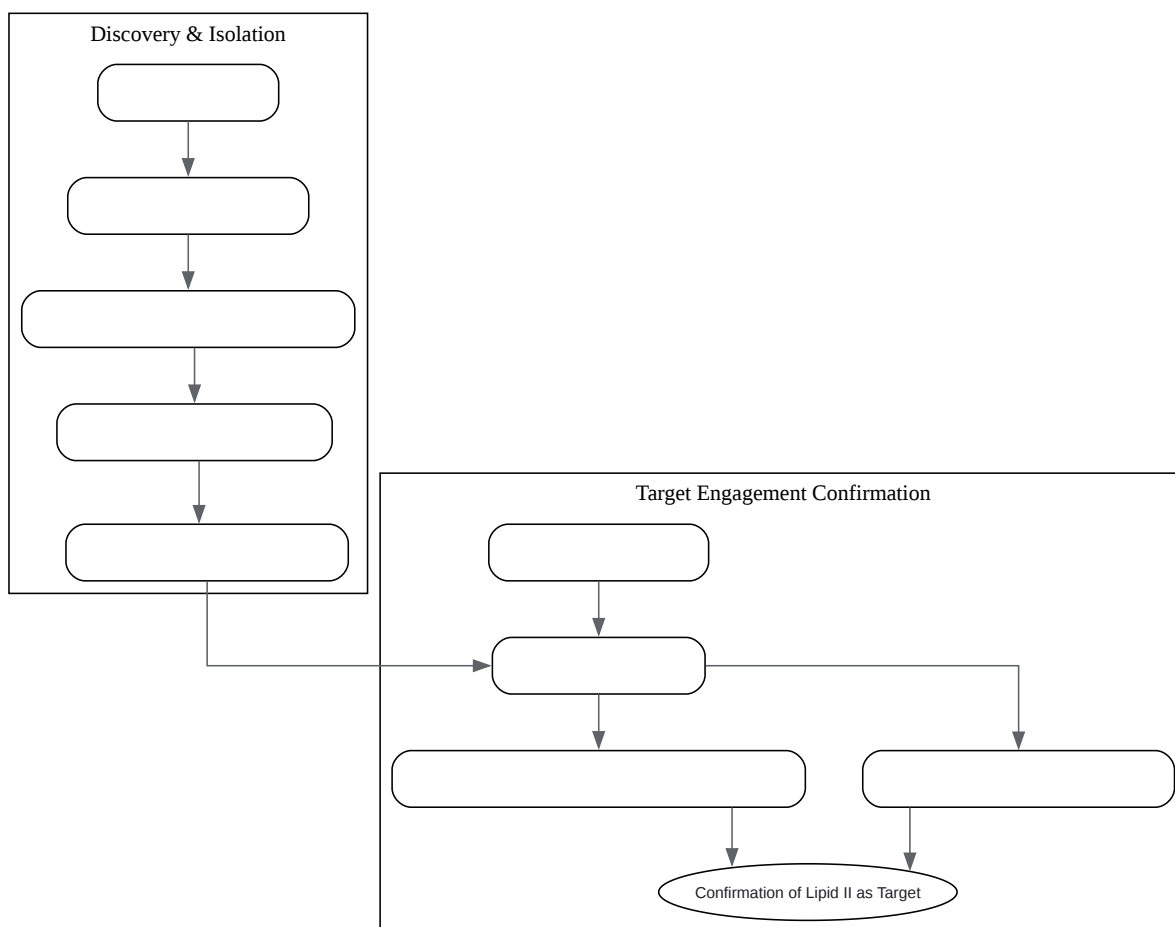 Discovery & Isolation
Target Engagement Confirmation
Confirmation of Lipid II as Target